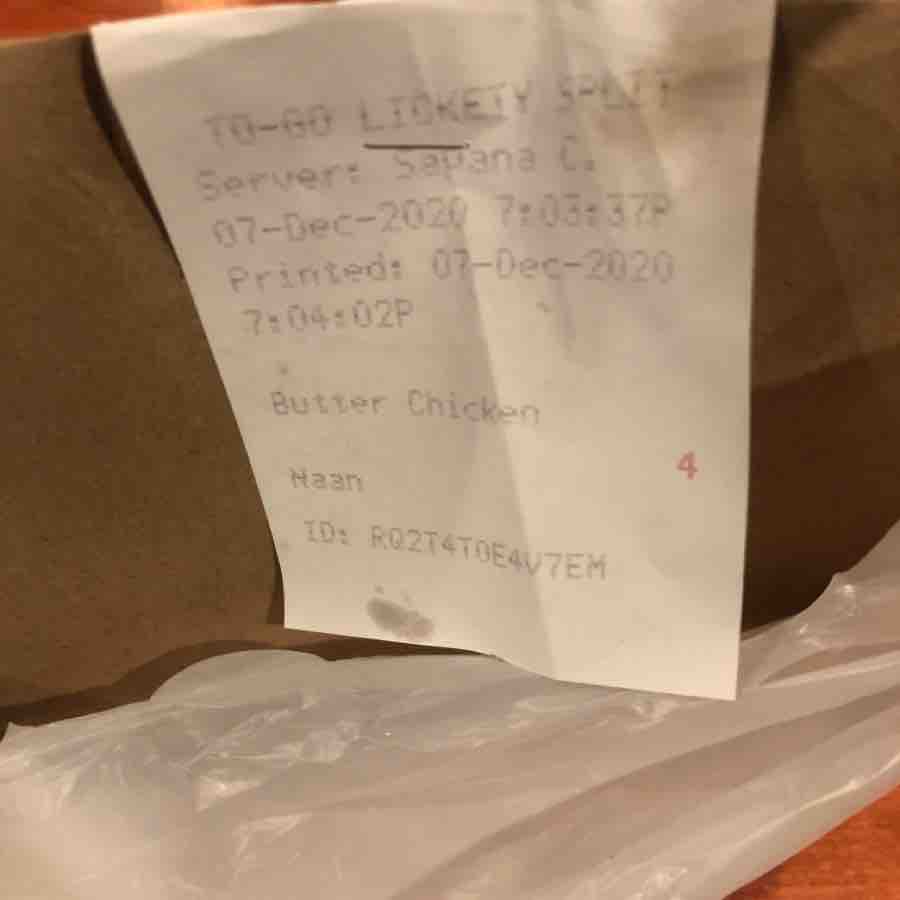 TO-GO LICKETY SPLIT
Server: Sapana C.
07-Dec-2020 7:03:37P
Printed: 07-Dec-2020
7:04:02P
Butter Chicken
4
Naan
ID: RQ2T4T0E4V7EM